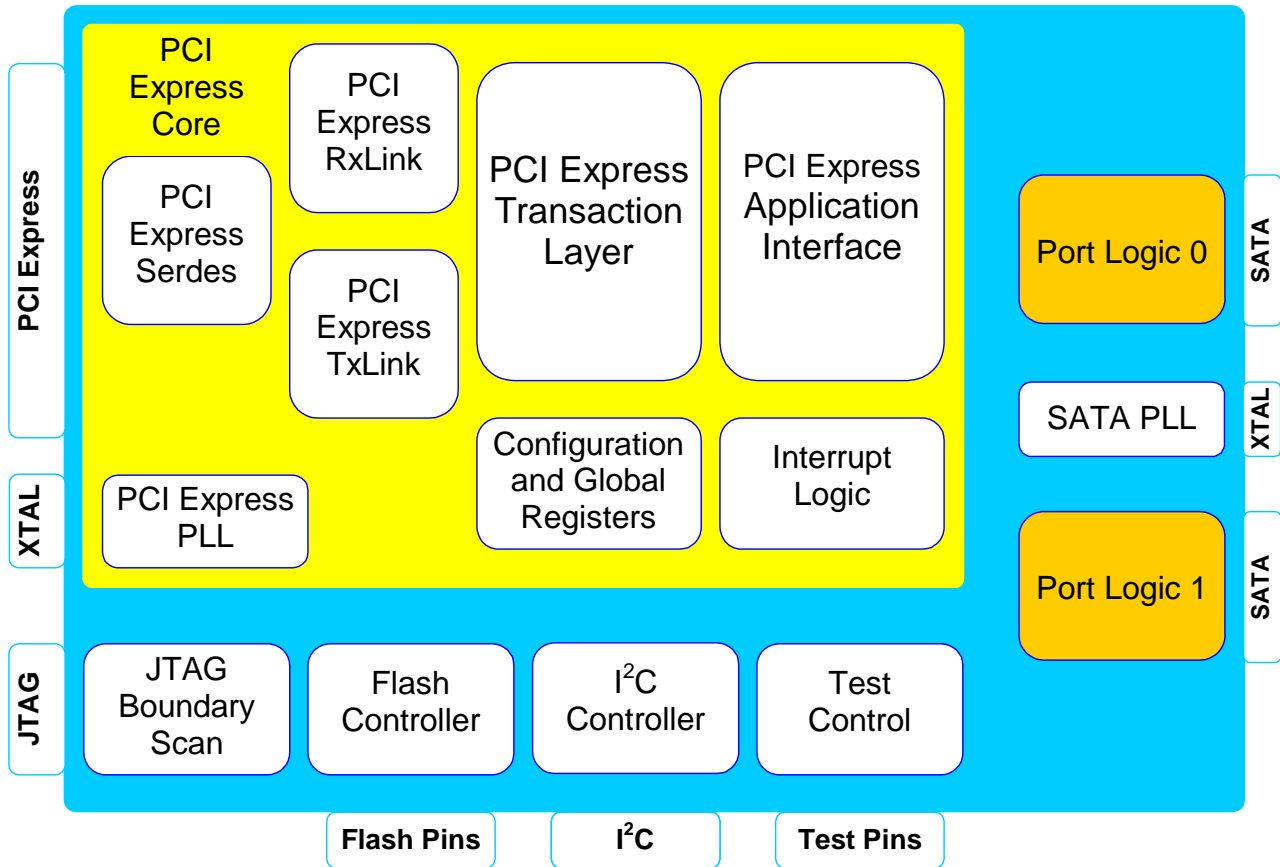 PCI
Express
Core
PCI
Express
RxLink
PCI
Express
Serdes
PCI
Express
TxLink
PCI Express
Transaction
Layer
PCI Express
Application
Interface
PCI Express
PLL
Configuration
and Global
Registers
Interrupt
Logic
Port Logic 0
SATA PLL
Port Logic 1
JTAG
Boundary
Scan
Flash
Controller
I²C
Controller
Test
Control
PCI Express
XTAL
JTAG
SATA
XTAL
SATA
Flash Pins
I²C
Test Pins